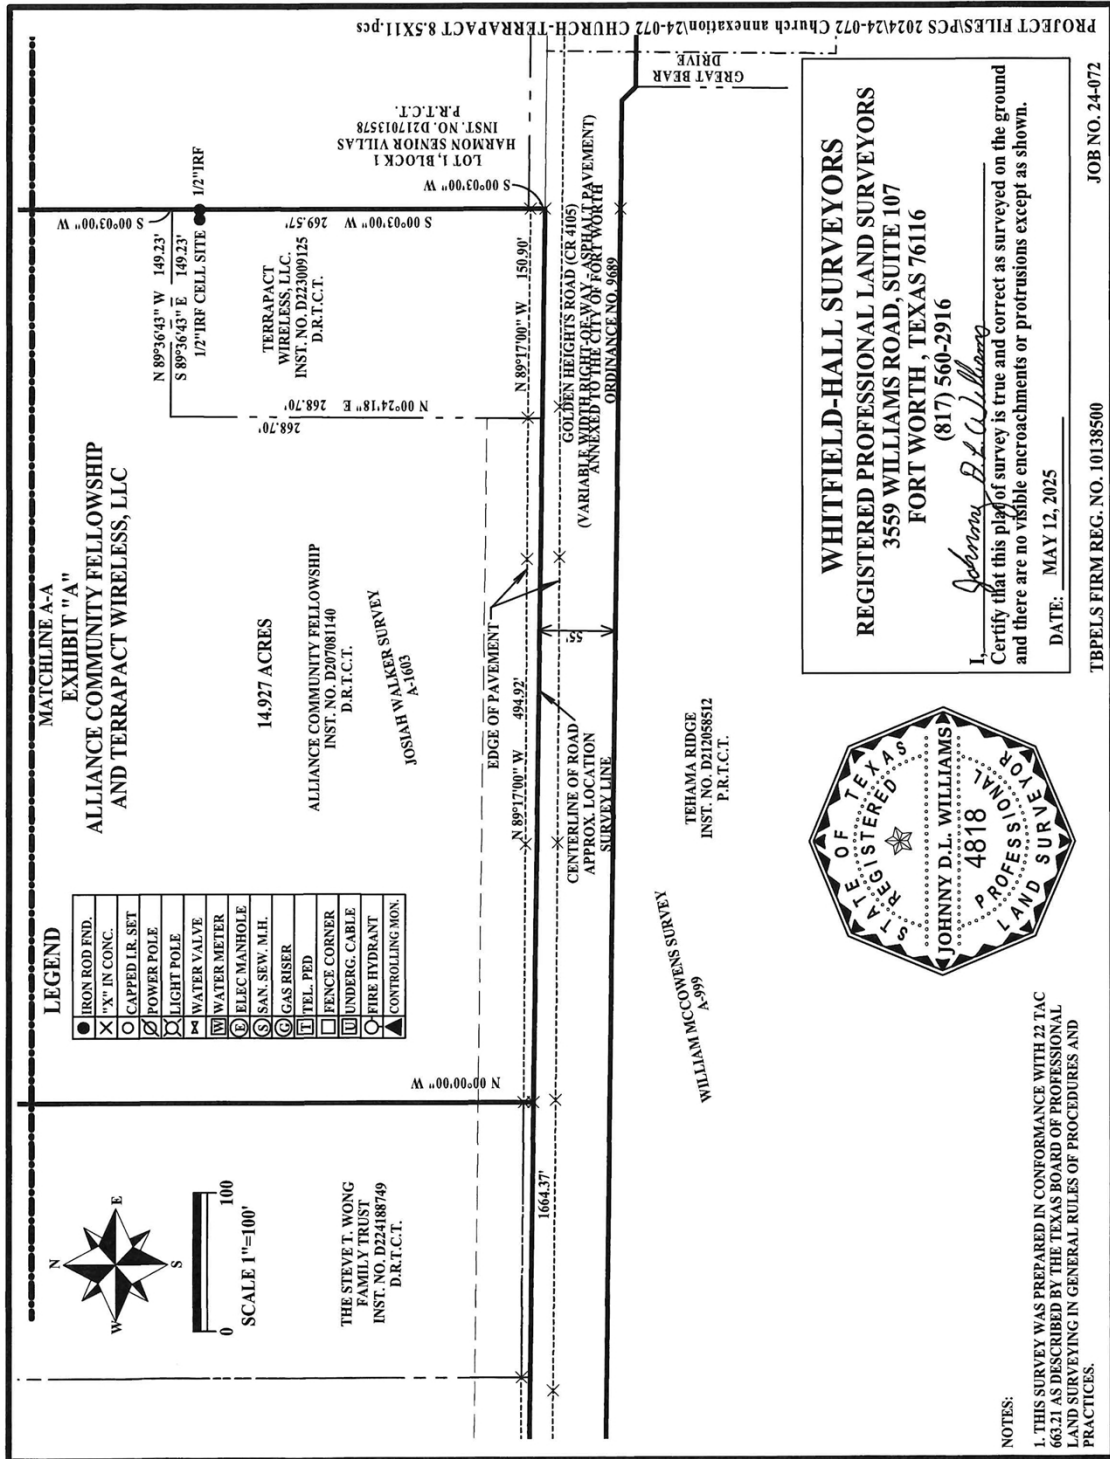 MATCHLINE A-A
EXHIBIT "A"
ALLIANCE COMMUNITY FELLOWSHIP
AND TERRAPACT WIRELESS, LLC
LEGEND
IRON ROD FND.
"X" IN CONC.
CAPPED I.R. SET
POWER POLE
LIGHT POLE
WATER VALVE
W WATER METER
E ELEC MANHOLE
S SAN. SEW. M.H.
G GAS RISER
T TEL. PED
FENCE CORNER
U UNDERG. CABLE
FIRE HYDRANT
CONTROLLING MON.
N
W
E
S
0 100
SCALE 1"=100'
THE STEVE T. WONG
FAMILY TRUST
INST. NO. D224188749
D.R.T.C.T.
N 00°00'00" W
14.927 ACRES
ALLIANCE COMMUNITY FELLOWSHIP
INST. NO. D207081140
D.R.T.C.T.
JOSIAH WALKER SURVEY
A-1603
N 89°36'43" W 149.23'
S 89°36'43" E 149.23'
1/2"IRF CELL SITE
1/2"IRF
S 00°03'00" W
TERRAPACT
WIRELESS, LLC.
INST. NO. D223009125
D.R.T.C.T.
269.57'
S 00°03'00" W
N 00°24'18" E 268.70'
268.70'
LOT 1, BLOCK 1
HARMON SENIOR VILLAS
INST. NO. D217013578
P.R.T.C.T.
S 00°03'00" W
EDGE OF PAVEMENT
N 89°17'00" W 494.92'
N 89°17'00" W 150.90'
1664.37'
55'
CENTERLINE OF ROAD
APPROX. LOCATION
SURVEY LINE
GOLDEN HEIGHTS ROAD (CR 4105)
(VARIABLE WIDTH RIGHT-OF-WAY - ASPHALT PAVEMENT)
ANNEXED TO THE CITY OF FORT WORTH
ORDINANCE NO. 9689
GREAT BEAR
DRIVE
TEHAMA RIDGE
INST. NO. D212058512
P.R.T.C.T.
WILLIAM MCCOWENS SURVEY
A-999
NOTES:
1. THIS SURVEY WAS PREPARED IN CONFORMANCE WITH 22 TAC
663.21 AS DESCRIBED BY THE TEXAS BOARD OF PROFESSIONAL
LAND SURVEYING IN GENERAL RULES OF PROCEDURES AND
PRACTICES.
STATE OF TEXAS
REGISTERED
JOHNNY D.L. WILLIAMS
4818
PROFESSIONAL
LAND SURVEYOR
WHITFIELD-HALL SURVEYORS
REGISTERED PROFESSIONAL LAND SURVEYORS
3559 WILLIAMS ROAD, SUITE 107
FORT WORTH, TEXAS 76116
(817) 560-2916
I, Johnny D.L. Williams
Certify that this plat of survey is true and correct as surveyed on the ground
and there are no visible encroachments or protrusions except as shown.
DATE: MAY 12, 2025
TBPELS FIRM REG. NO. 10138500
JOB NO. 24-072
PROJECT FILES\PCS 2024\24-072 Church annexation\24-072 CHURCH-TERRAPACT 8.5X11.pcs